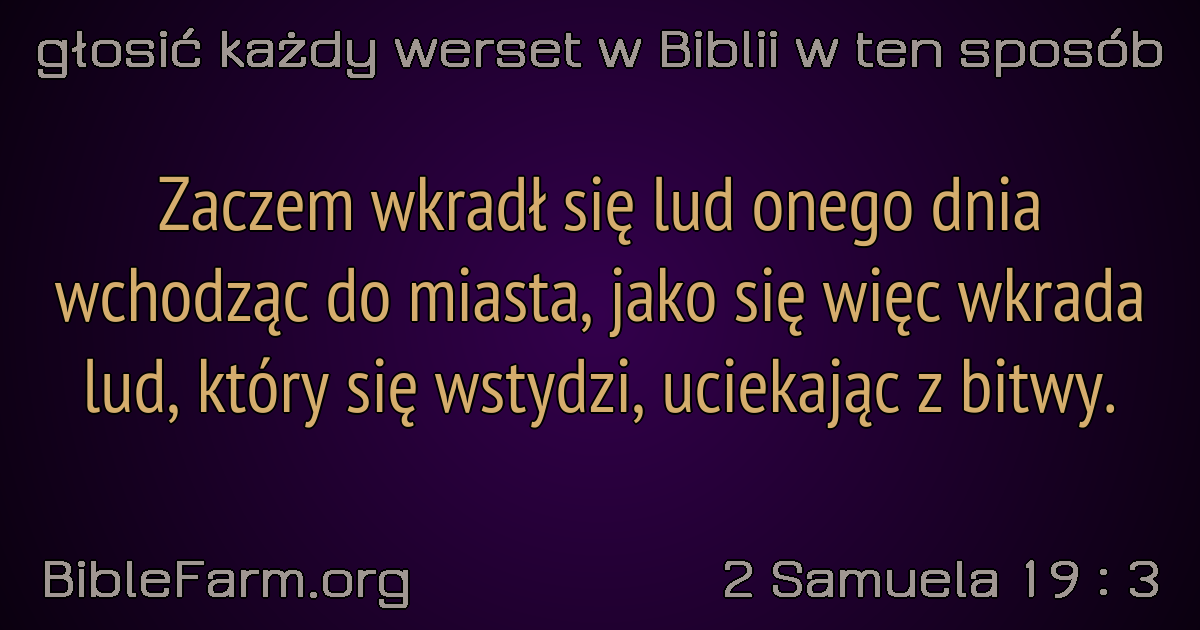 głosić każdy werset w Biblii w ten sposób
Zaczem wkradł się lud onego dnia
wchodząc do miasta, jako się więc wkrada
lud, który się wstydzi, uciekając z bitwy.
BibleFarm.org
2 Samuela 19 : 3